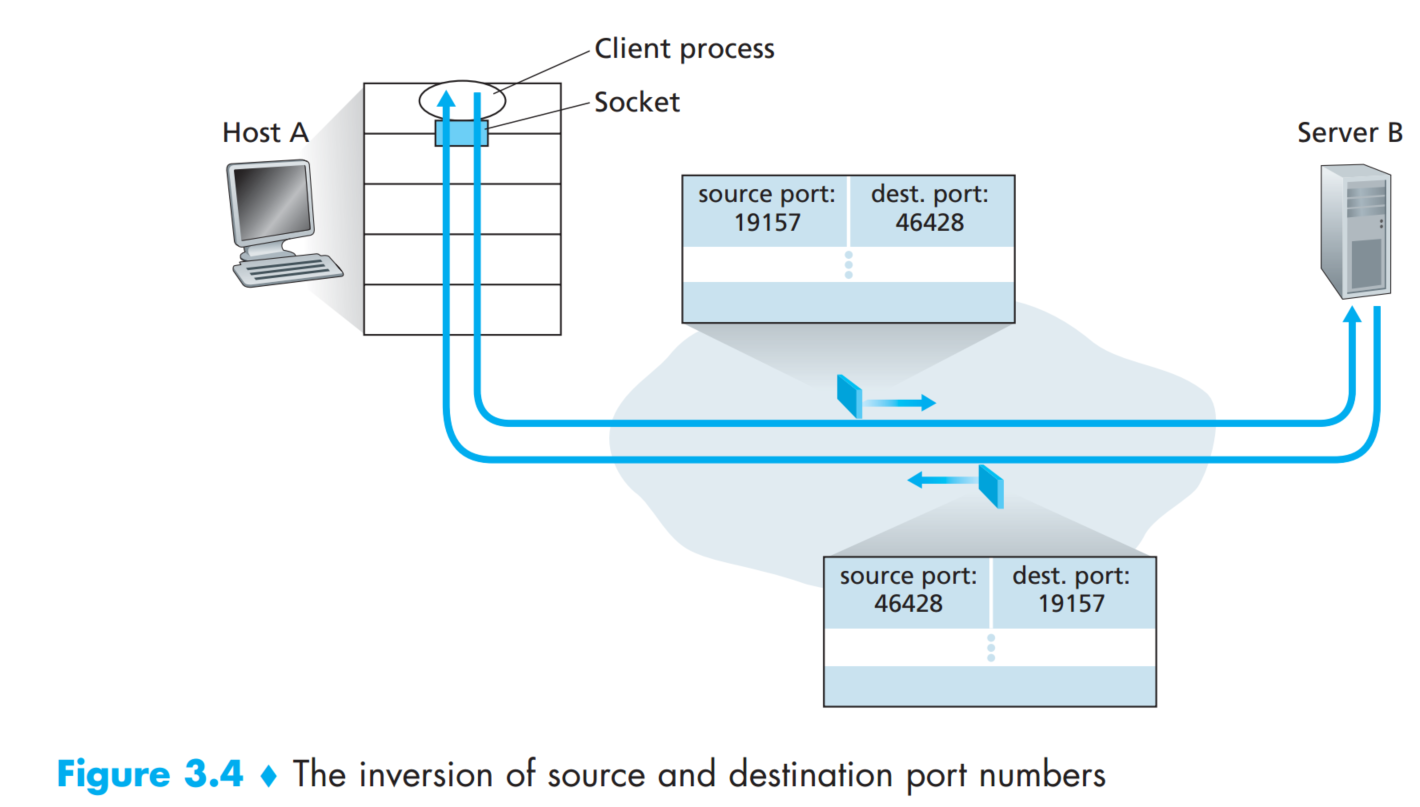 Client process
Socket
Host A
Server B
source port:
19157
dest. port:
46428
source port:
46428
dest. port:
19157
Figure 3.4 ♦ The inversion of source and destination port numbers